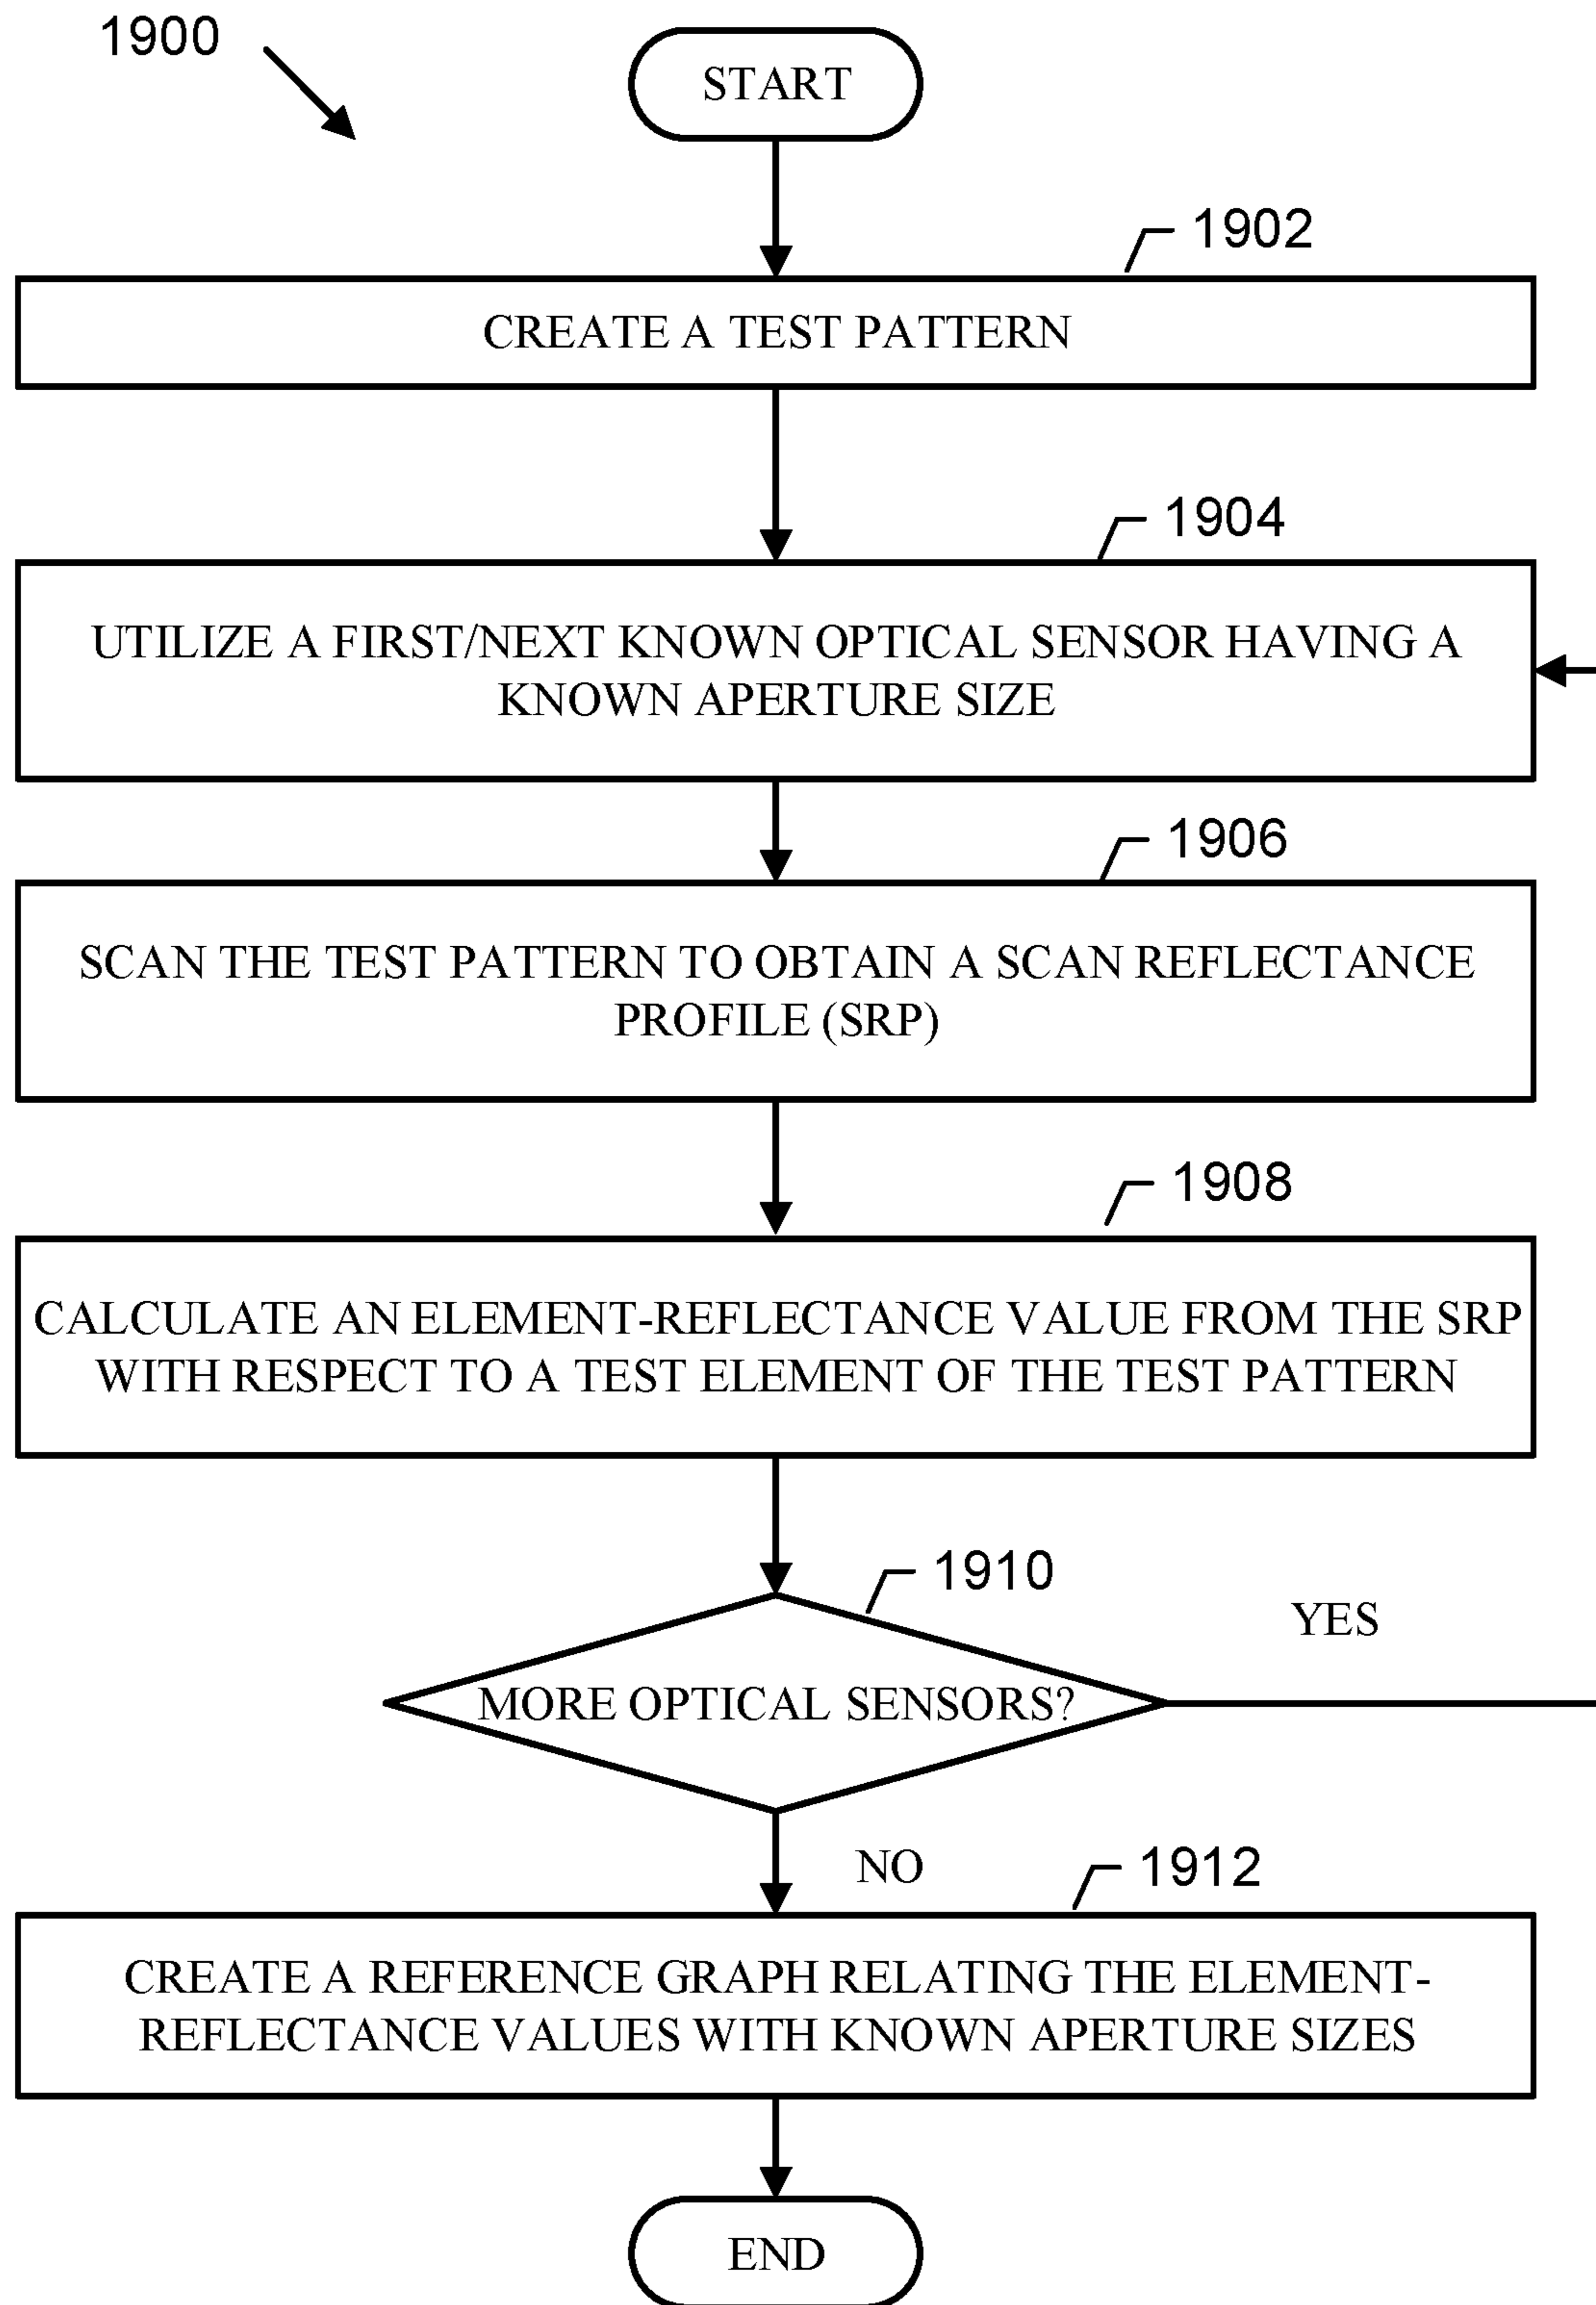 1900
START
1902
CREATE A TEST PATTERN
1904
UTILIZE A FIRST/NEXT KNOWN OPTICAL SENSOR HAVING A
KNOWN APERTURE SIZE
1906
SCAN THE TEST PATTERN TO OBTAIN A SCAN REFLECTANCE
PROFILE (SRP)
1908
CALCULATE AN ELEMENT-REFLECTANCE VALUE FROM THE SRP
WITH RESPECT TO A TEST ELEMENT OF THE TEST PATTERN
1910
YES
MORE OPTICAL SENSORS?
NO
1912
CREATE A REFERENCE GRAPH RELATING THE ELEMENT-
REFLECTANCE VALUES WITH KNOWN APERTURE SIZES
END